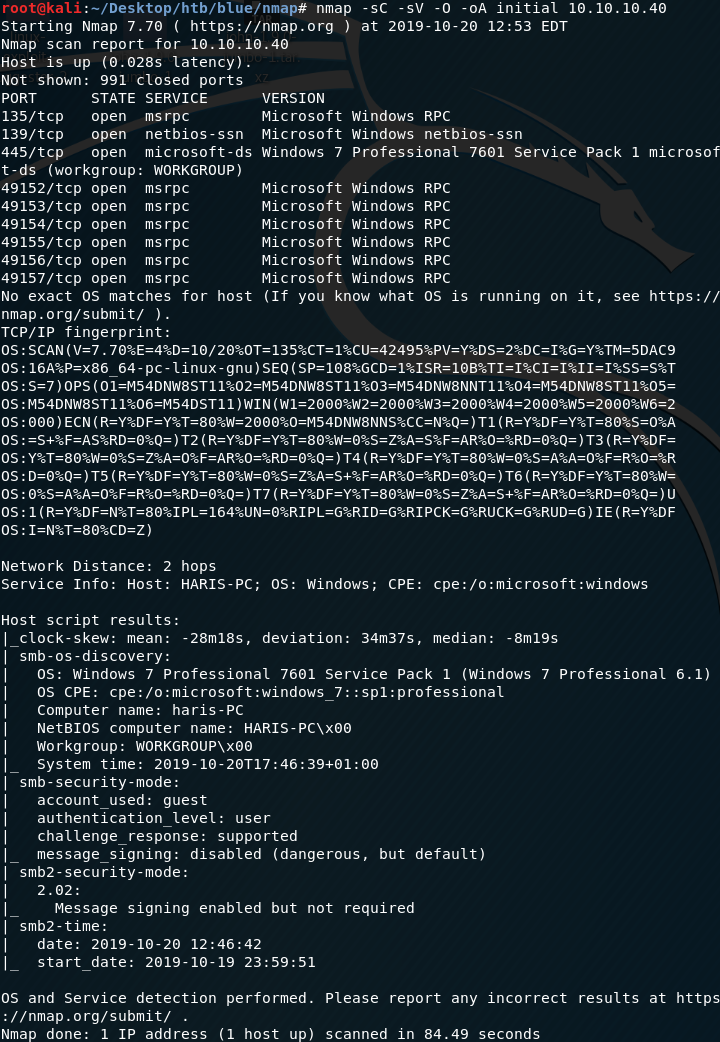 root@kali:~/Desktop/htb/blue:nmap# nmap -sC -sV -O -oA initial 10.10.10.40
Starting Nmap 7.70 ( https://nmap.org ) at 2019-10-20 12:53 EDT
Nmap scan report for 10.10.10.40
Host is up (0.028s latency).
Not shown: 991 closed ports
PORT      STATE SERVICE      VERSION
135/tcp   open  msrpc        Microsoft Windows RPC
139/tcp   open  netbios-ssn  Microsoft Windows netbios-ssn
445/tcp   open  microsoft-ds Windows 7 Professional 7601 Service Pack 1 microsof
t-ds (workgroup: WORKGROUP)
49152/tcp open  msrpc        Microsoft Windows RPC
49153/tcp open  msrpc        Microsoft Windows RPC
49154/tcp open  msrpc        Microsoft Windows RPC
49155/tcp open  msrpc        Microsoft Windows RPC
49156/tcp open  msrpc        Microsoft Windows RPC
49157/tcp open  msrpc        Microsoft Windows RPC
No exact OS matches for host (If you know what OS is running on it, see https://
nmap.org/submit/ ).
TCP/IP fingerprint:
OS:SCAN(V=7.70%E=4%D=10/20%OT=135%CT=1%CU=42495%PV=Y%DS=2%DC=I%G=Y%TM=5DAC9
OS:16A%P=x86_64-pc-linux-gnu)SEQ(SP=108%GCD=1%ISR=10B%TI=I%CI=I%II=I%SS=S%T
OS:S=7)OPS(O1=M54DNW8ST11%O2=M54DNW8ST11%O3=M54DNW8NNT11%O4=M54DNW8ST11%O5=
OS:M54DNW8ST11%O6=M54DST11)WIN(W1=2000%W2=2000%W3=2000%W4=2000%W5=2000%W6=2
OS:000)ECN(R=Y%DF=Y%T=80%W=2000%O=M54DNW8NNS%CC=N%Q=)T1(R=Y%DF=Y%T=80%S=O%A
OS:=S+%F=AS%RD=0%Q=)T2(R=Y%DF=Y%T=80%W=0%S=Z%A=S%F=AR%O=%RD=0%Q=)T3(R=Y%DF=
OS:Y%T=80%W=0%S=Z%A=O%F=AR%O=%RD=0%Q=)T4(R=Y%DF=Y%T=80%W=0%S=A%A=O%F=R%O=%R
OS:D=0%Q=)T5(R=Y%DF=Y%T=80%W=0%S=Z%A=S+%F=AR%O=%RD=0%Q=)T6(R=Y%DF=Y%T=80%W=
OS:0%S=A%A=O%F=R%O=%RD=0%Q=)T7(R=Y%DF=Y%T=80%W=0%S=Z%A=S+%F=AR%O=%RD=0%Q=)U
OS:1(R=Y%DF=N%T=80%IPL=164%UN=0%RIPL=G%RID=G%RIPCK=G%RUCK=G%RUD=G)IE(R=Y%DF
OS:I=N%T=80%CD=Z)

Network Distance: 2 hops
Service Info: Host: HARIS-PC; OS: Windows; CPE: cpe:/o:microsoft:windows

Host script results:
|_clock-skew: mean: -28m18s, deviation: 34m37s, median: -8m19s
| smb-os-discovery:
|   OS: Windows 7 Professional 7601 Service Pack 1 (Windows 7 Professional 6.1)
|   OS CPE: cpe:/o:microsoft:windows_7::sp1:professional
|   Computer name: haris-PC
|   NetBIOS computer name: HARIS-PC\x00
|   Workgroup: WORKGROUP\x00
|_  System time: 2019-10-20T17:46:39+01:00
| smb-security-mode:
|   account_used: guest
|   authentication_level: user
|   challenge_response: supported
|_  message_signing: disabled (dangerous, but default)
| smb2-security-mode:
|   2.02:
|_    Message signing enabled but not required
| smb2-time:
|   date: 2019-10-20 12:46:42
|_  start_date: 2019-10-19 23:59:51

OS and Service detection performed. Please report any incorrect results at https
://nmap.org/submit/ .
Nmap done: 1 IP address (1 host up) scanned in 84.49 seconds